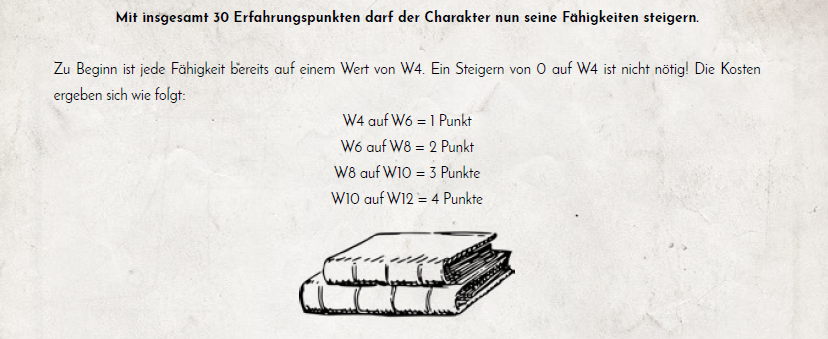 Mit insgesamt 30 Erfahrungspunkten darf der Charakter nun seine Fähigkeiten steigern.
Zu Beginn ist jede Fähigkeit bereits auf einem Wert von W4. Ein Steigern von 0 auf W4 ist nicht nötig! Die Kosten
ergeben sich wie folgt:
W4 auf W6 = 1 Punkt
W6 auf W8 = 2 Punkt
W8 auf W10 = 3 Punkte
W10 auf W12 = 4 Punkte